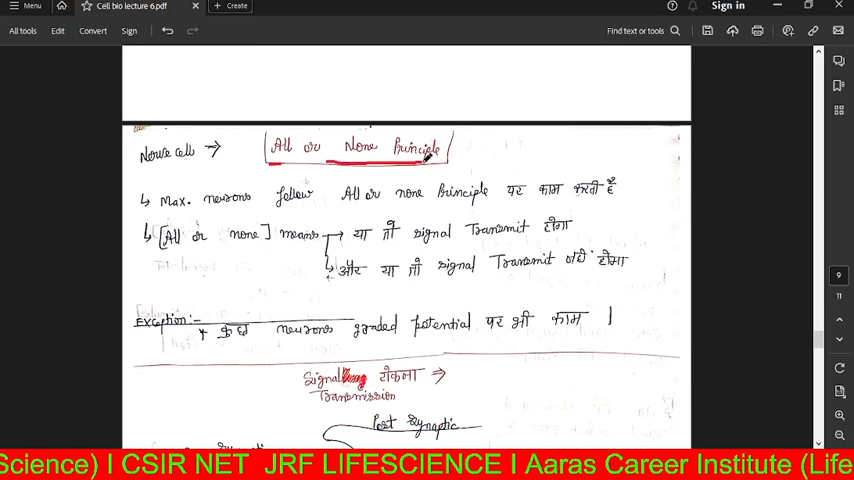 Menu
Cell bio lecture 6.pdf
Create
Sign in
All tools Edit Convert Sign
Find text or tools
Nerve cell → All or None Principle
↳ Max. neurons follow All or none Principle पर काम करती है
↳ [All or none] means → या तो signal Transmit होगा
→ और या तो signal Transmit नही होगा
Exception:-
* कुछ neurons graded potential पर भी काम |
Signal रोकना ⇒
Transmission
Post synaptic
9
11
Science) I CSIR NET JRF LIFESCIENCE I Aaras Career Institute (Life